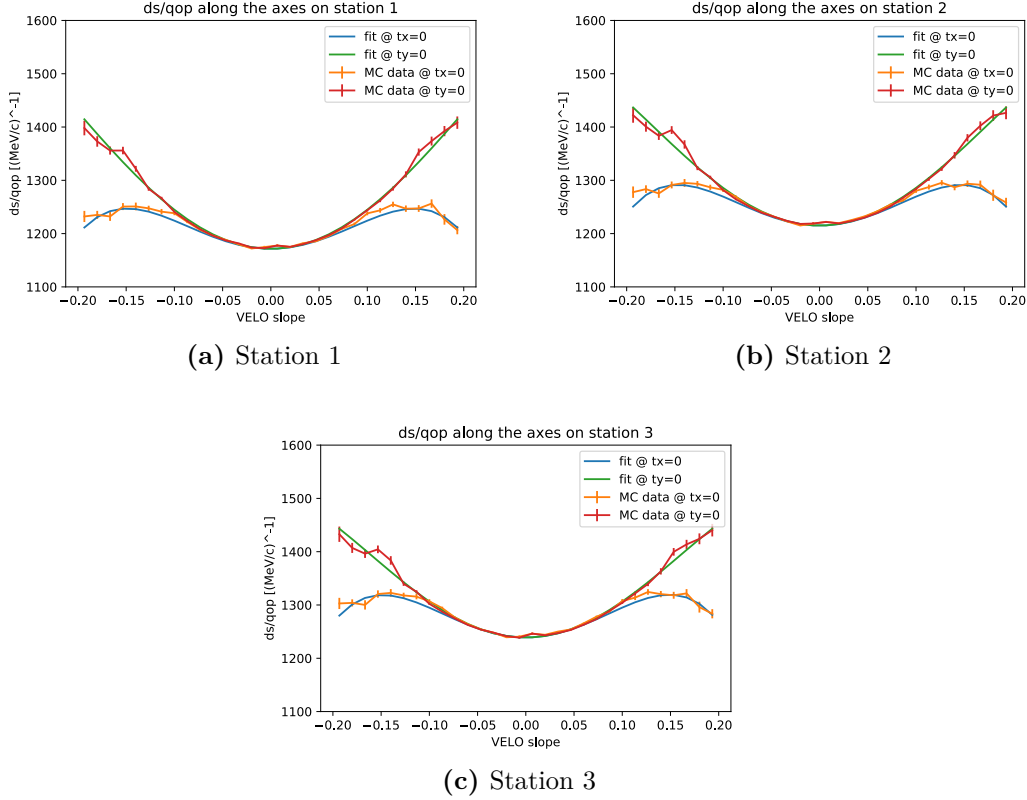 ds/qop along the axes on station 1
1600
1500
1400
1300
1200
1100
ds/qop [(MeV/c)^-1]
fit @ tx=0
fit @ ty=0
MC data @ tx=0
MC data @ ty=0
−0.20 −0.15 −0.10 −0.05 0.00 0.05 0.10 0.15 0.20
VELO slope
(a) Station 1
ds/qop along the axes on station 2
1600
1500
1400
1300
1200
1100
ds/qop [(MeV/c)^-1]
fit @ tx=0
fit @ ty=0
MC data @ tx=0
MC data @ ty=0
−0.20 −0.15 −0.10 −0.05 0.00 0.05 0.10 0.15 0.20
VELO slope
(b) Station 2
ds/qop along the axes on station 3
1600
1500
1400
1300
1200
1100
ds/qop [(MeV/c)^-1]
fit @ tx=0
fit @ ty=0
MC data @ tx=0
MC data @ ty=0
−0.20 −0.15 −0.10 −0.05 0.00 0.05 0.10 0.15 0.20
VELO slope
(c) Station 3